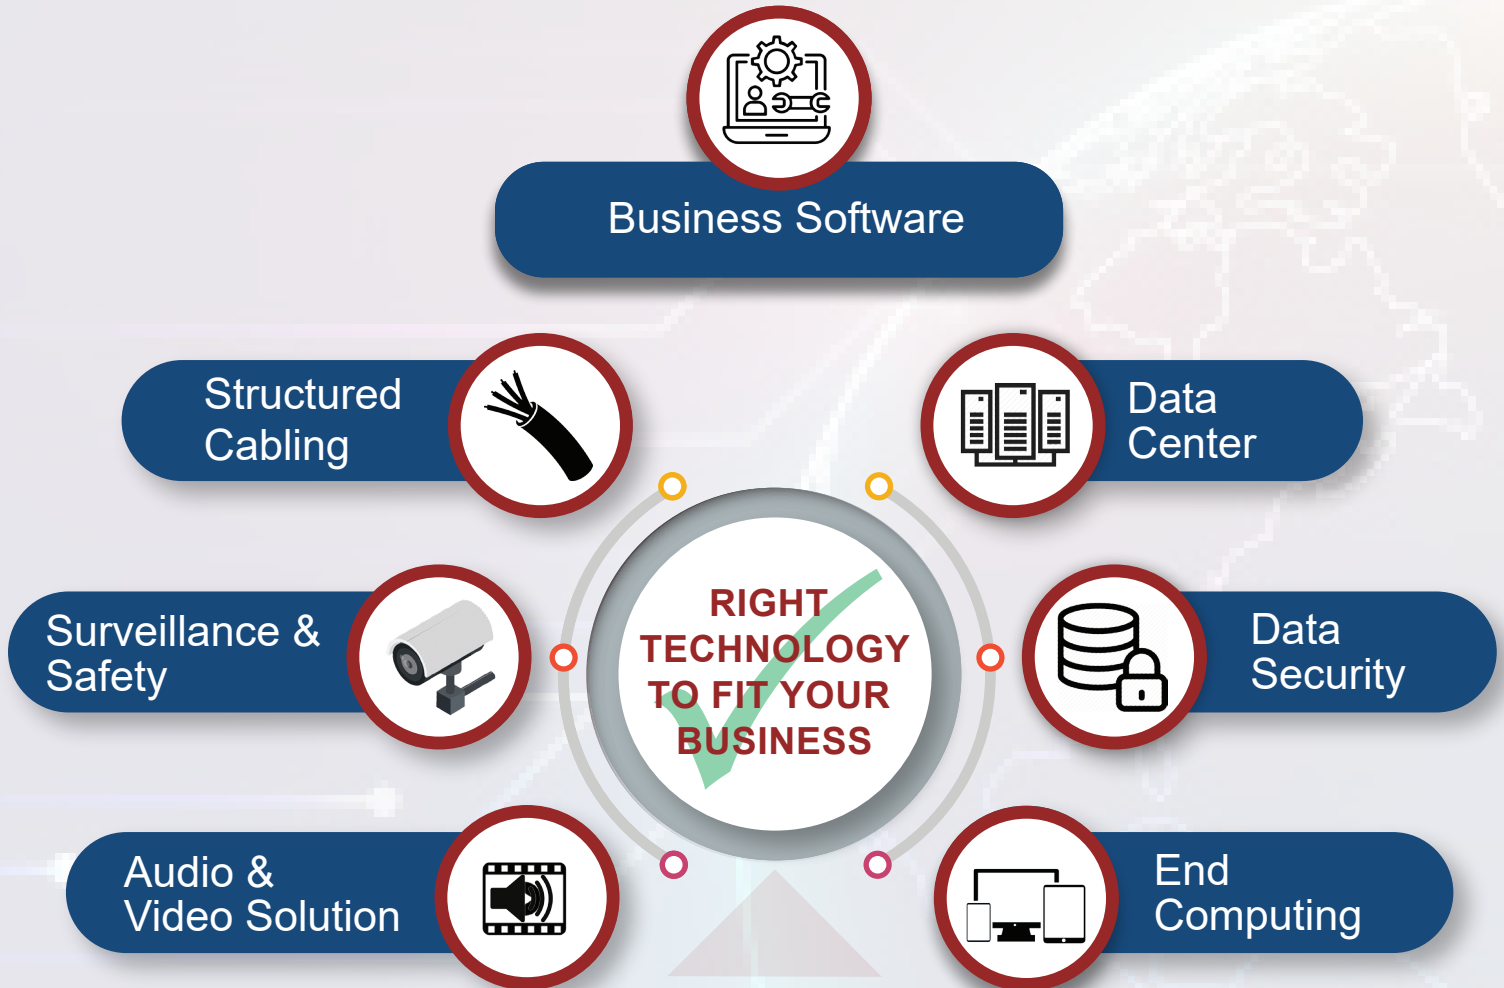 Business Software
Structured
Cabling
Data
Center
RIGHT
TECHNOLOGY
TO FIT YOUR
BUSINESS
Surveillance &
Safety
Data
Security
Audio &
Video Solution
End
Computing